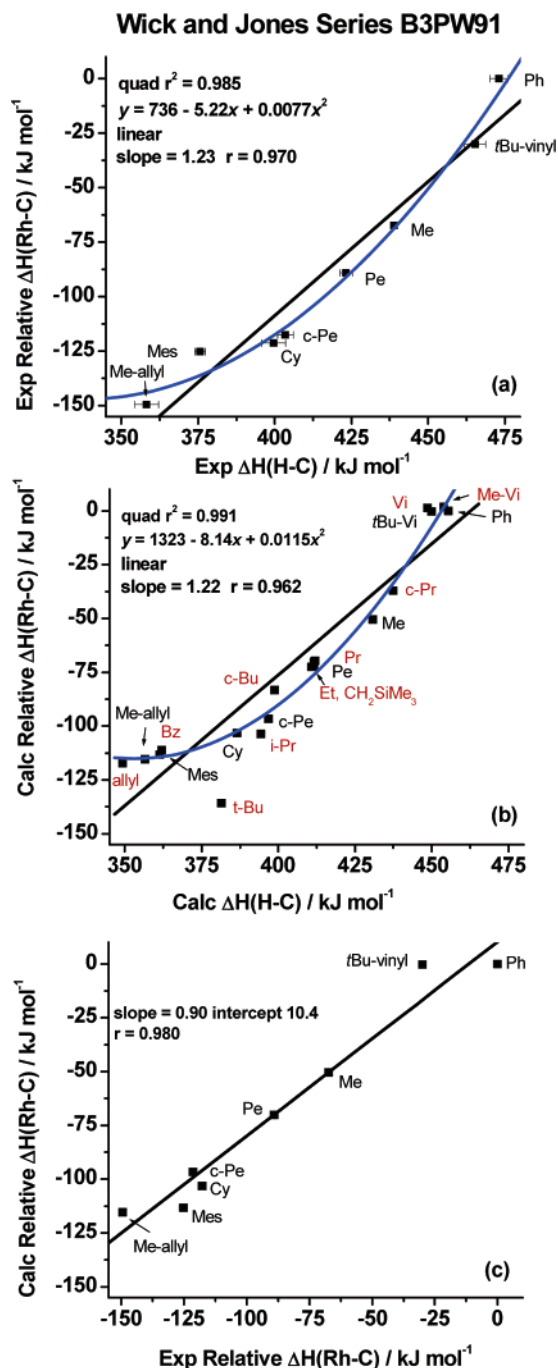 Wick and Jones Series B3PW91
quad r² = 0.985
y = 736 - 5.22x + 0.0077x²
linear
slope = 1.23 r = 0.970
Ph
tBu-vinyl
Me
Pe
c-Pe
Cy
Mes
Me-allyl
(a)
0
-25
-50
-75
-100
-125
-150
Exp Relative ΔH(Rh-C) / kJ mol⁻¹
350 375 400 425 450 475
Exp ΔH(H-C) / kJ mol⁻¹
quad r² = 0.991
y = 1323 - 8.14x + 0.0115x²
linear
slope = 1.22 r = 0.962
Vi
Me-Vi
tBu-Vi
Ph
c-Pr
Me
Pr
Pe
Et, CH₂SiMe₃
c-Bu
c-Pe
Me-allyl
Bz
Cy
i-Pr
Mes
allyl
t-Bu
(b)
0
-25
-50
-75
-100
-125
-150
Calc Relative ΔH(Rh-C) / kJ mol⁻¹
350 375 400 425 450 475
Calc ΔH(H-C) / kJ mol⁻¹
slope = 0.90 intercept 10.4
r = 0.980
tBu-vinyl
Ph
Me
Pe
c-Pe
Cy
Mes
Me-allyl
(c)
0
-25
-50
-75
-100
-125
-150
Calc Relative ΔH(Rh-C) / kJ mol⁻¹
-150 -125 -100 -75 -50 -25 0
Exp Relative ΔH(Rh-C) / kJ mol⁻¹